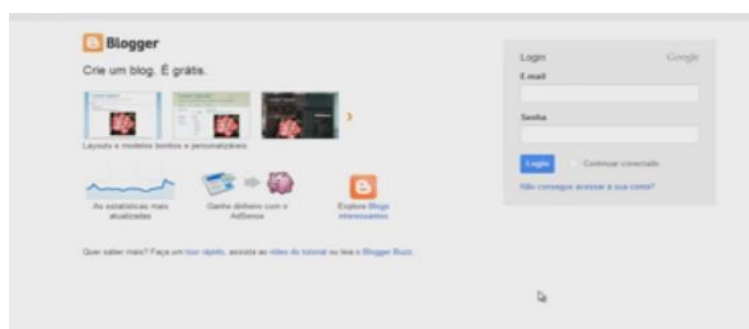 Blogger
Crie um blog. É grátis.
Layouts e modelos bonitos e personalizáveis.
As estatísticas mais
atualizadas
Ganhe dinheiro com o
AdSense
Explore Blogs
interessantes
Quer saber mais? Faça um tour rápido, assista ao vídeo do tutorial ou leia o Blogger Buzz.
Login Google
E-mail
Senha
Login Continuar conectado
Não consegue acessar a sua conta?